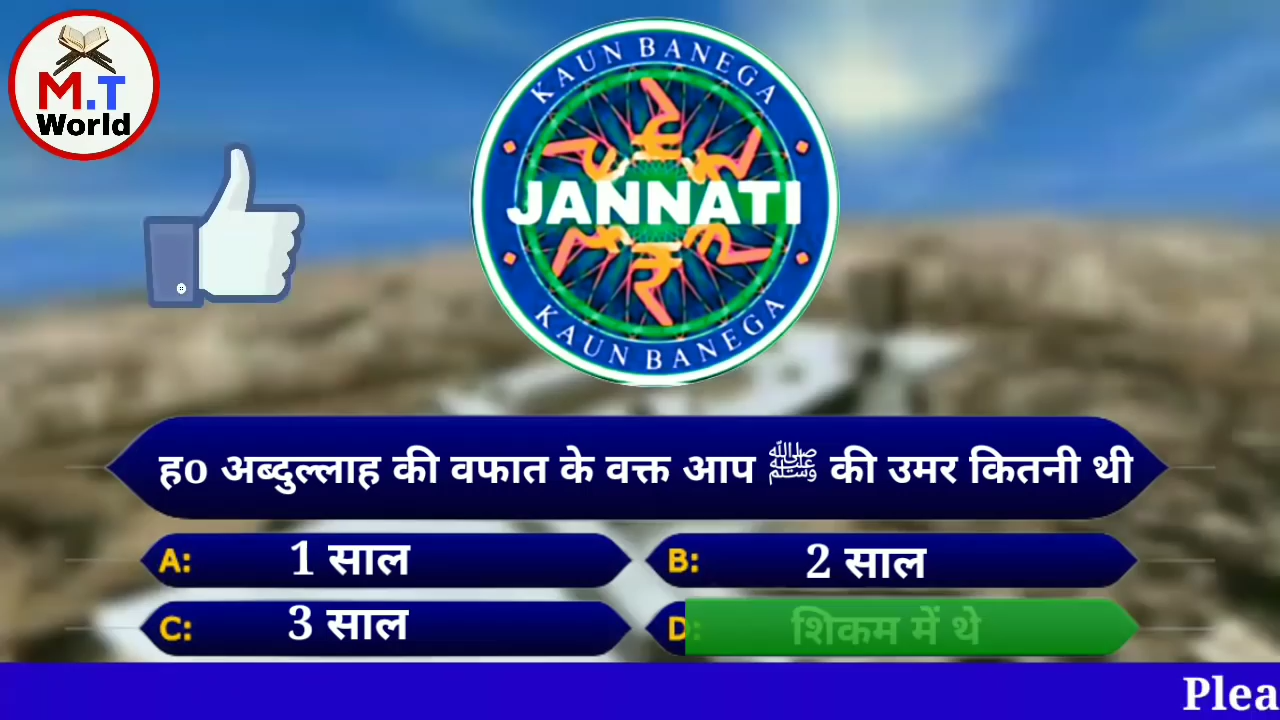 M.T
World
KAUN BANEGA
JANNATI
KAUN BANEGA
ह० अब्दुल्लाह की वफात के वक्त आप ﷺ की उमर कितनी थी
A: 1 साल
B: 2 साल
C: 3 साल
D: शिकम में थे
Plea